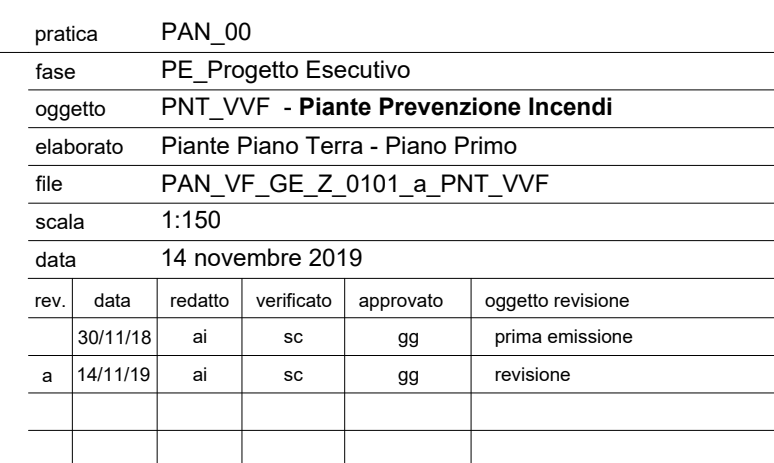 pratica PAN_00
fase PE_Progetto Esecutivo
oggetto PNT_VVF - Piante Prevenzione Incendi
elaborato Piante Piano Terra - Piano Primo
file PAN_VF_GE_Z_0101_a_PNT_VVF
scala 1:150
data 14 novembre 2019
rev. data redatto verificato approvato oggetto revisione
30/11/18 ai sc gg prima emissione
a 14/11/19 ai sc gg revisione